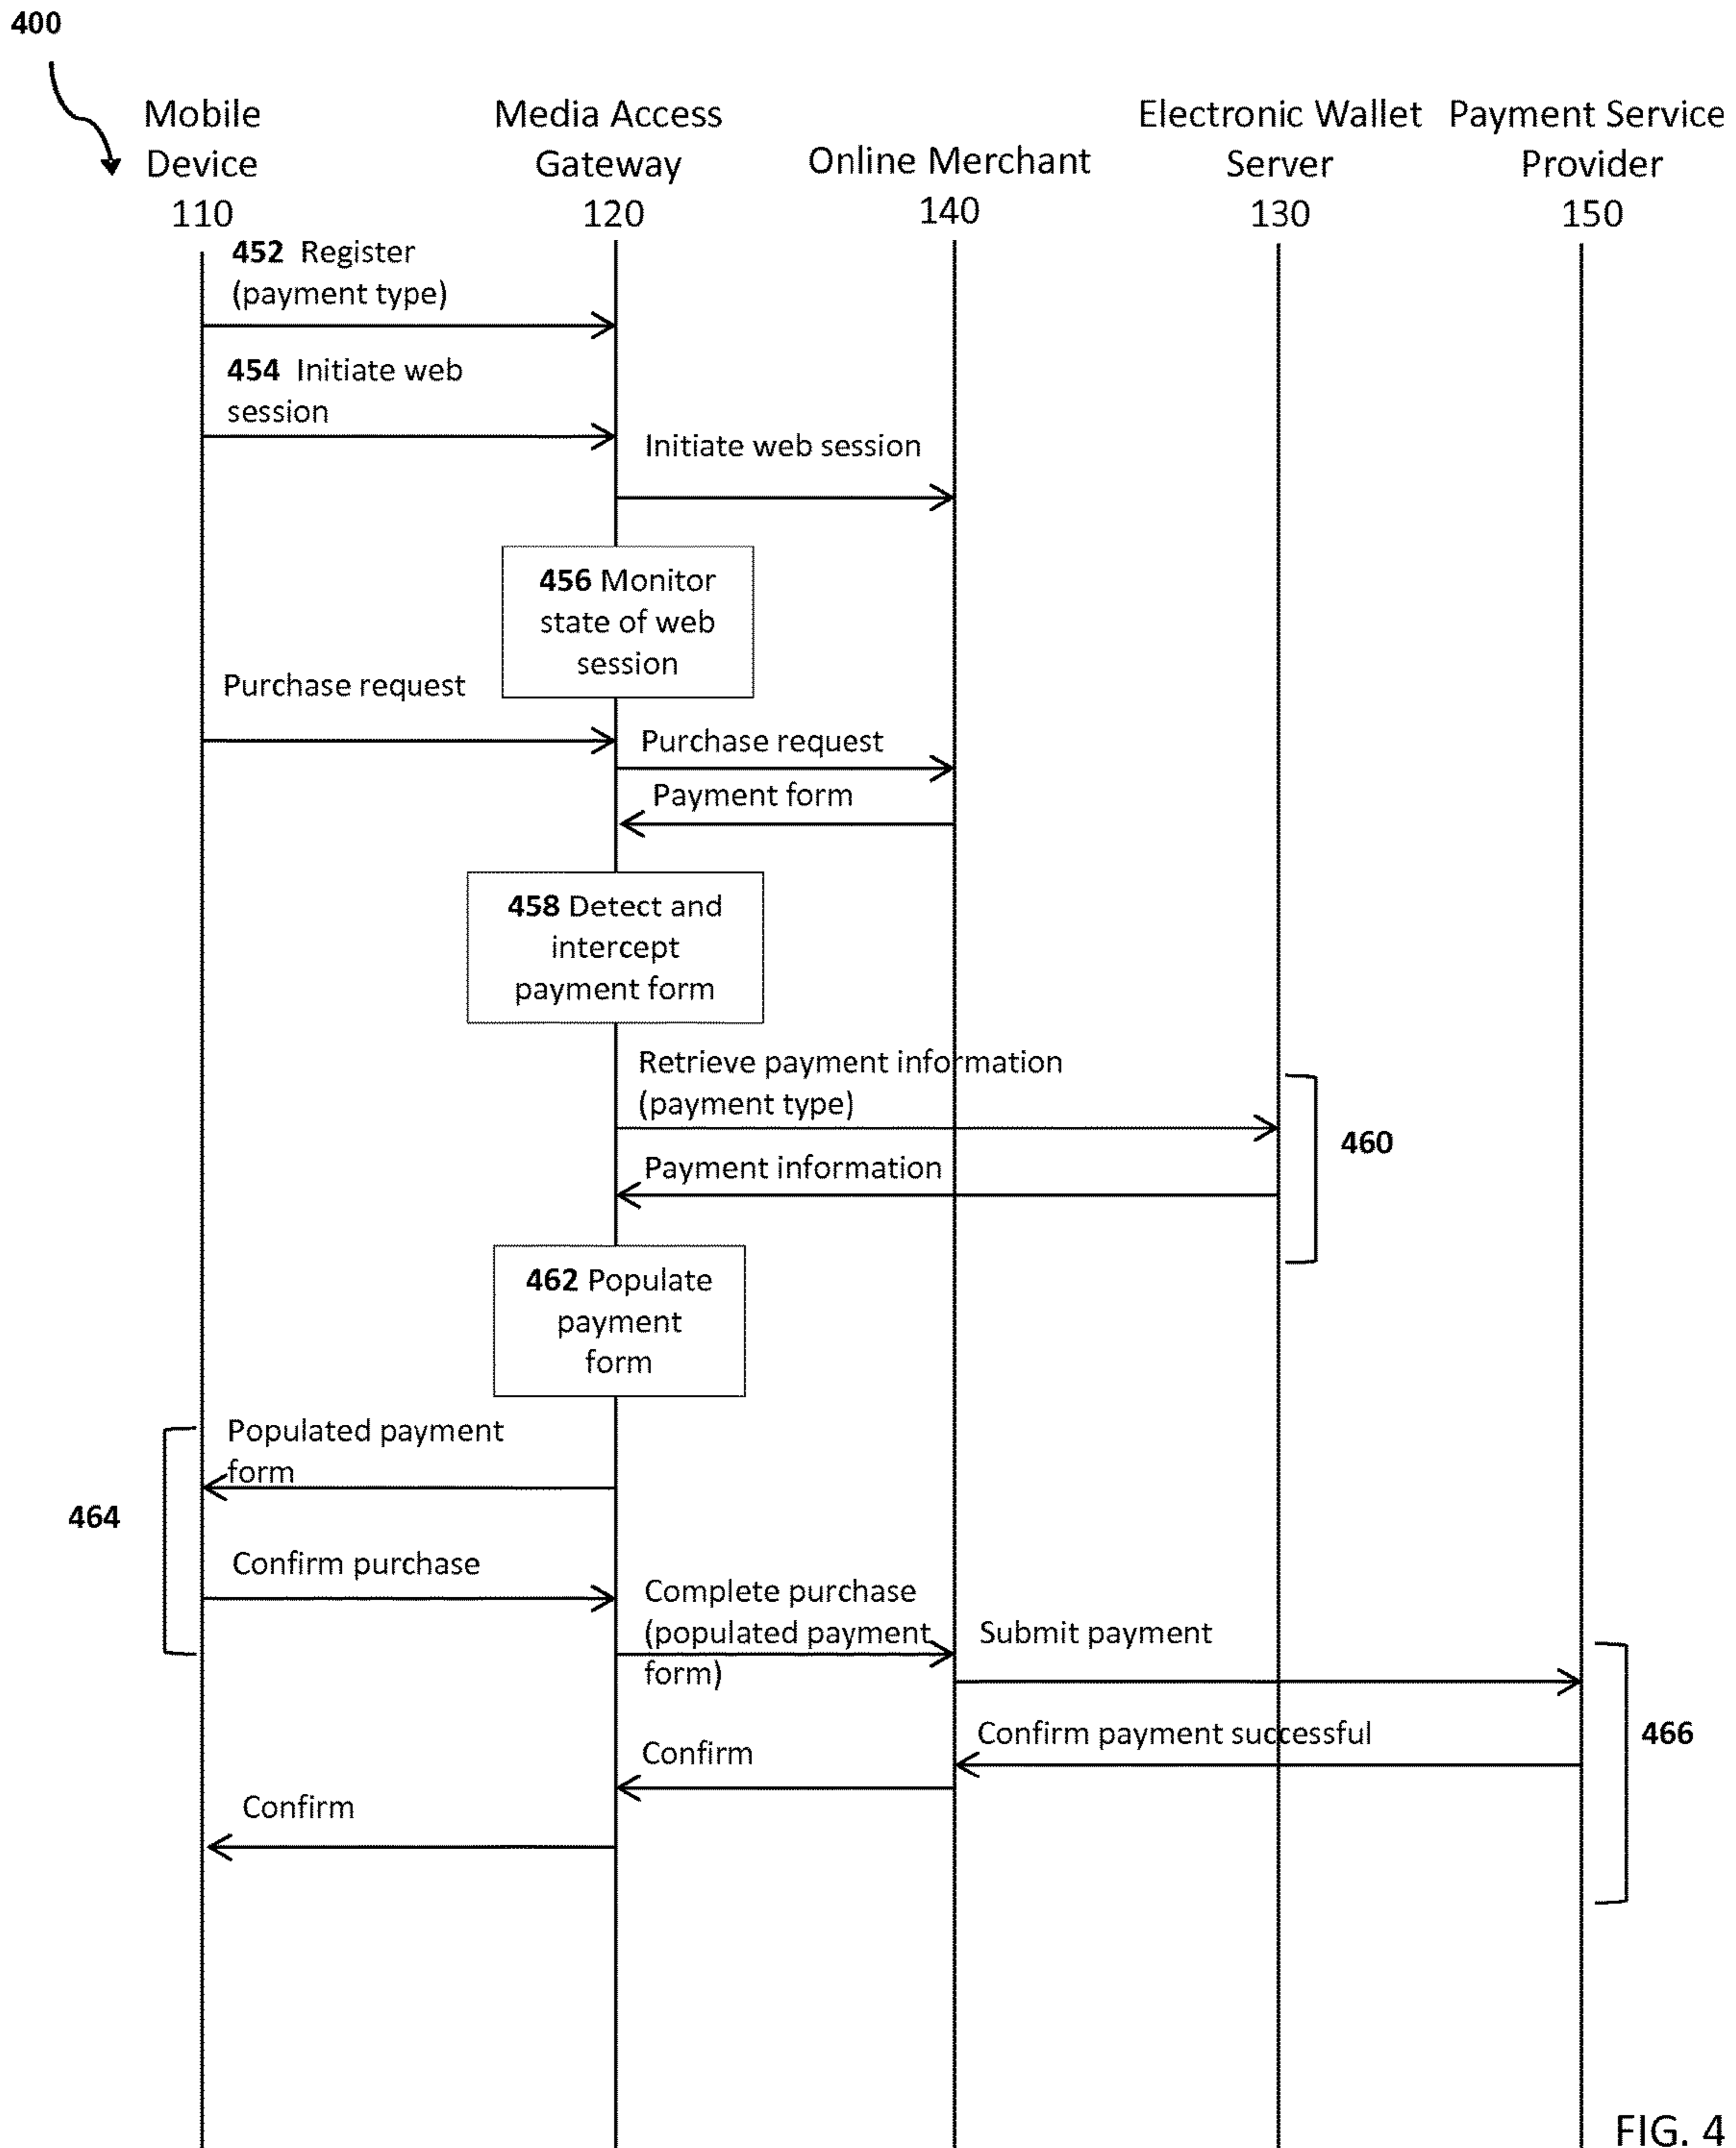 400
Mobile
Device
110
Media Access
Gateway
120
Online Merchant
140
Electronic Wallet
Server
130
Payment Service
Provider
150
452 Register
(payment type)
454 Initiate web
session
Initiate web session
456 Monitor
state of web
session
Purchase request
Purchase request
Payment form
458 Detect and
intercept
payment form
Retrieve payment information
(payment type)
460
Payment information
462 Populate
payment
form
Populated payment
form
464
Confirm purchase
Complete purchase
(populated payment
form)
Submit payment
Confirm payment successful
466
Confirm
Confirm
FIG. 4